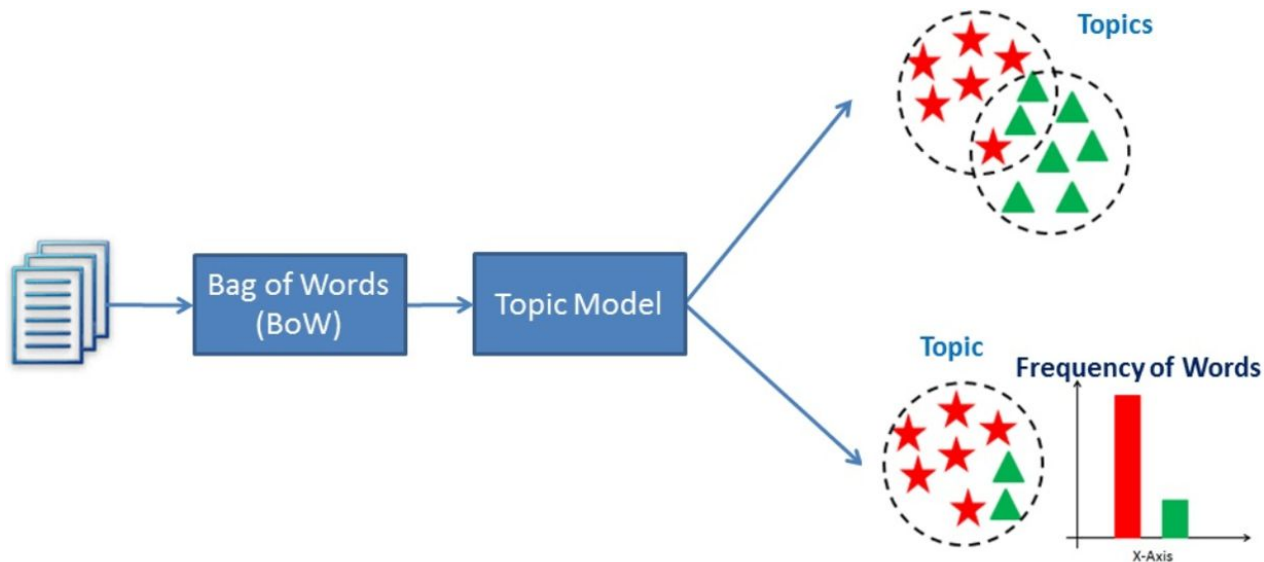 Topics
Bag of Words
(BoW)
Topic Model
Topic
Frequency of Words
X-Axis